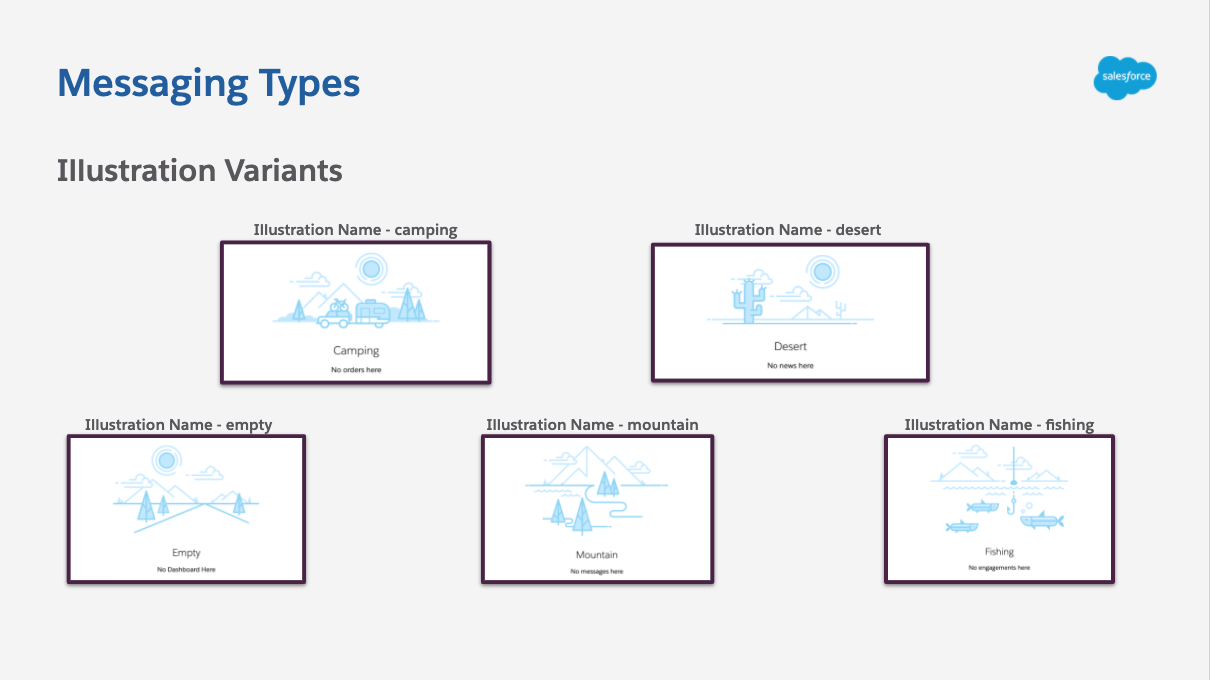 Messaging Types
salesforce
Illustration Variants
Illustration Name - camping
Illustration Name - desert
Camping
No orders here
Desert
No news here
Illustration Name - empty
Illustration Name - mountain
Illustration Name - fishing
Empty
No Dashboard Here
Mountain
No messages here
Fishing
No engagements here